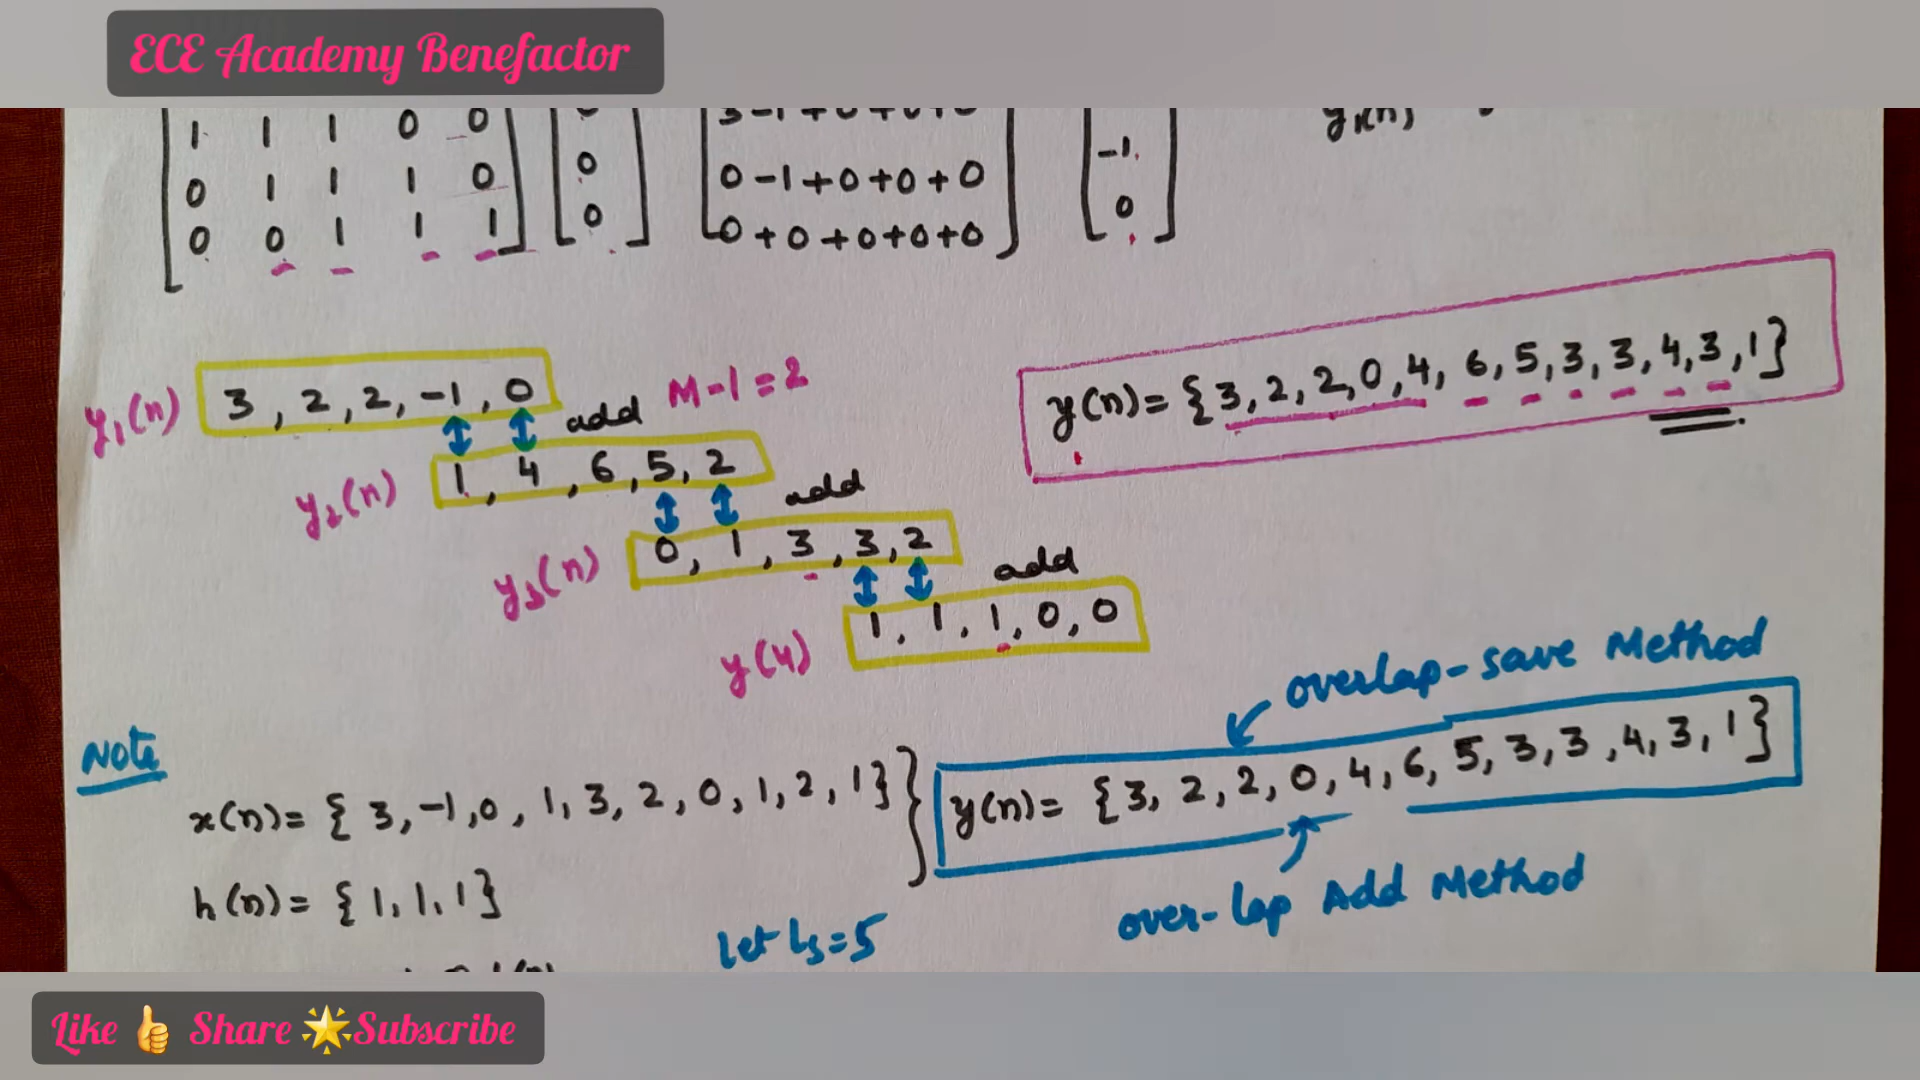 ECE Academy Benefactor
1 1 1 0 0
0 1 1 1 0 0 0-1+0+0+0 -1
0 0 1 1 1 0 0+0+0+0+0 0
y₁(n)
y₁(n) 3, 2, 2, -1, 0 add M-1=2
y(n)= {3, 2, 2, 0, 4, 6, 5, 3, 3, 4, 3, 1}
y₂(n) 1, 4, 6, 5, 2 add
y₃(n) 0, 1, 3, 3, 2 add
y(4) 1, 1, 1, 0, 0
overlap-save Method
Note
x(n)= { 3, -1, 0, 1, 3, 2, 0, 1, 2, 1} } y(n)= {3, 2, 2, 0, 4, 6, 5, 3, 3, 4, 3, 1}
h(n)= { 1, 1, 1}
over-lap Add Method
Let Ls=5
Like 👍 Share 🌟 Subscribe